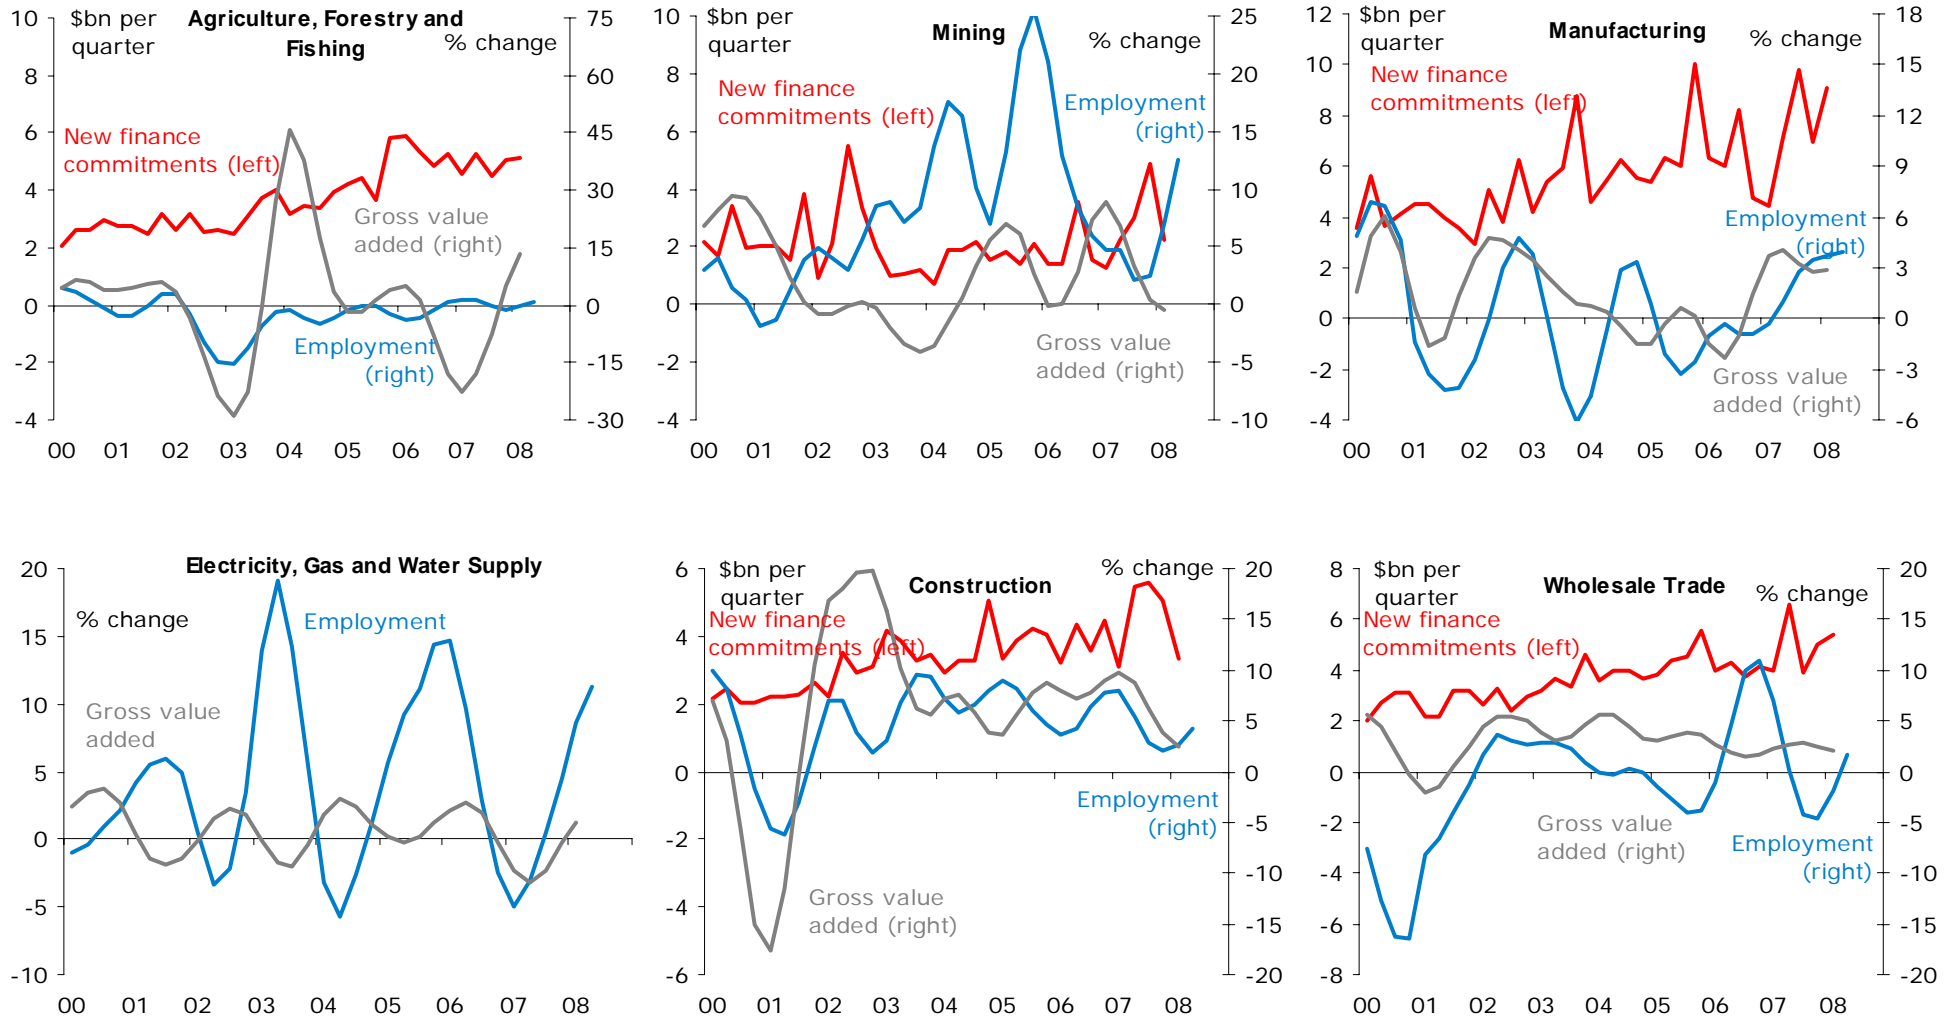 $bn per
quarter
Agriculture, Forestry and
Fishing
% change
New finance
commitments (left)
Gross value
added (right)
Employment
(right)
10
8
6
4
2
0
-2
-4
75
60
45
30
15
0
-15
-30
00 01 02 03 04 05 06 07 08
$bn per
quarter
Mining
% change
New finance
commitments (left)
Employment
(right)
Gross value
added (right)
10
8
6
4
2
0
-2
-4
25
20
15
10
5
0
-5
-10
00 01 02 03 04 05 06 07 08
$bn per
quarter
Manufacturing
% change
New finance
commitments (left)
Employment
(right)
Gross value
added (right)
12
10
8
6
4
2
0
-2
-4
18
15
12
9
6
3
0
-3
-6
00 01 02 03 04 05 06 07 08
Electricity, Gas and Water Supply
% change
Employment
Gross value
added
20
15
10
5
0
-5
-10
00 01 02 03 04 05 06 07 08
$bn per
quarter
Construction
% change
New finance
commitments (left)
Employment
(right)
Gross value
added (right)
6
4
2
0
-2
-4
-6
20
15
10
5
0
-5
-10
-15
-20
00 01 02 03 04 05 06 07 08
$bn per
quarter
Wholesale Trade
% change
New finance
commitments (left)
Gross value
added (right)
Employment
(right)
8
6
4
2
0
-2
-4
-6
-8
20
15
10
5
0
-5
-10
-15
-20
00 01 02 03 04 05 06 07 08